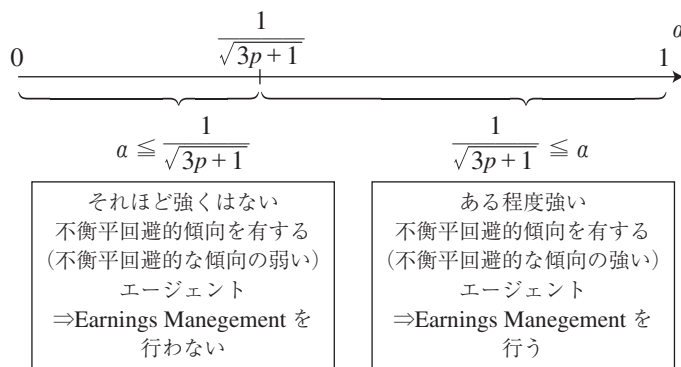 0
1/√(3p+1)
1
α
α ≦ 1/√(3p+1)
1/√(3p+1) ≦ α
それほど強くはない
不衡平回避的傾向を有する
(不衡平回避的な傾向の弱い)
エージェント
⇒Earnings Manegement を
行わない
ある程度強い
不衡平回避的傾向を有する
(不衡平回避的な傾向の強い)
エージェント
⇒Earnings Manegement を
行う